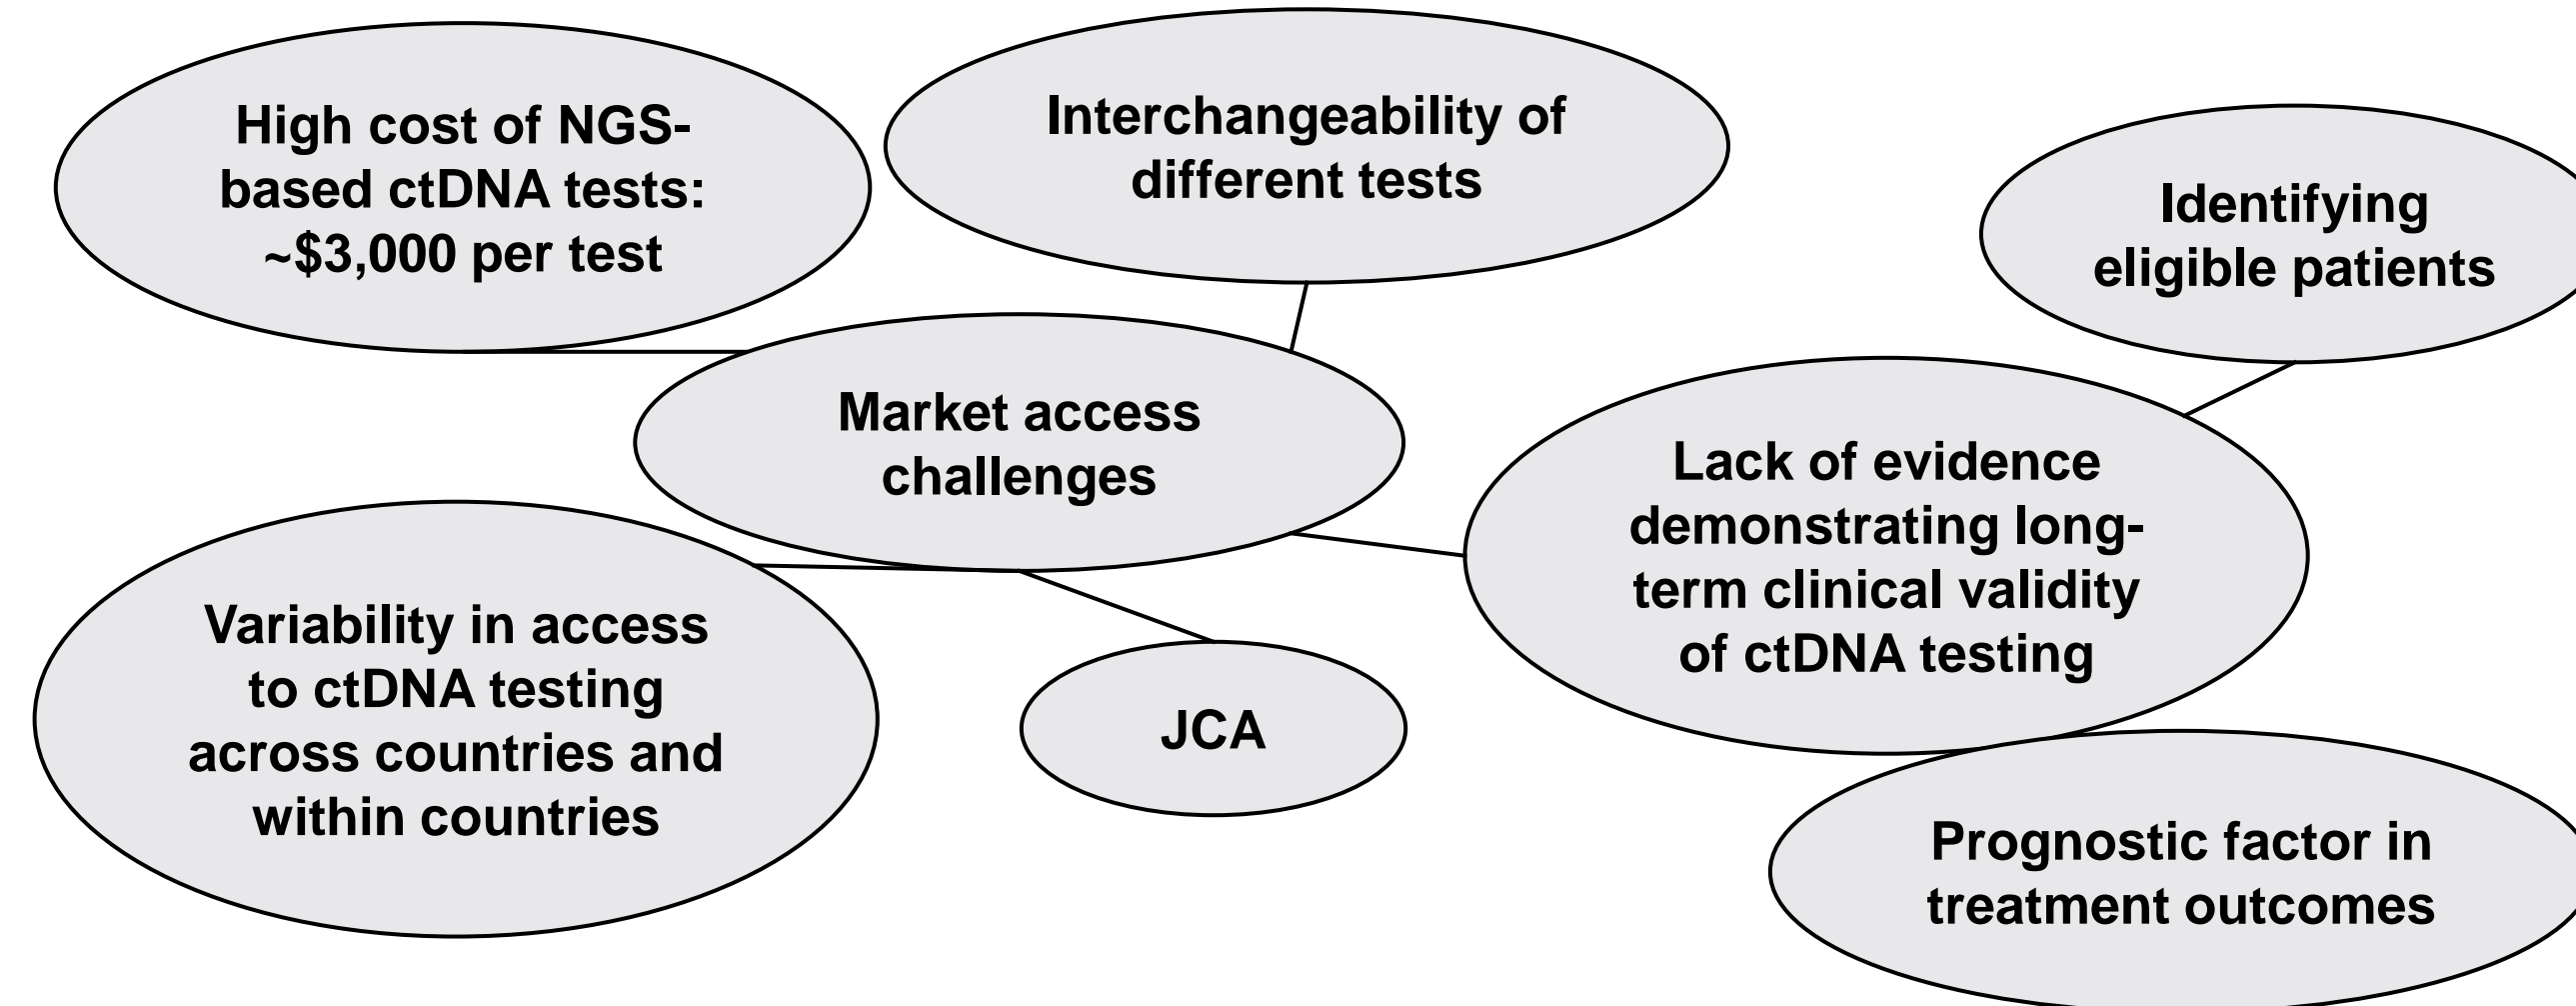 High cost of NGS-
based ctDNA tests:
~$3,000 per test
Interchangeability of
different tests
Identifying
eligible patients
Market access
challenges
Lack of evidence
demonstrating long-
term clinical validity
of ctDNA testing
Variability in access
to ctDNA testing
across countries and
within countries
JCA
Prognostic factor in
treatment outcomes